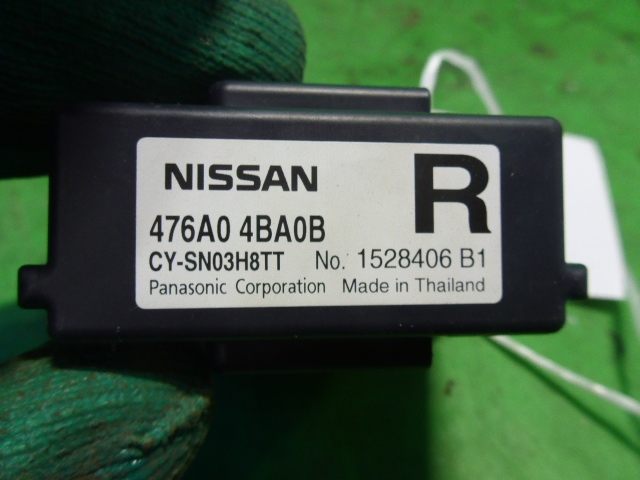 NISSAN
R
476A0 4BA0B
CY-SN03H8TT No. 1528406 B1
Panasonic Corporation Made in Thailand